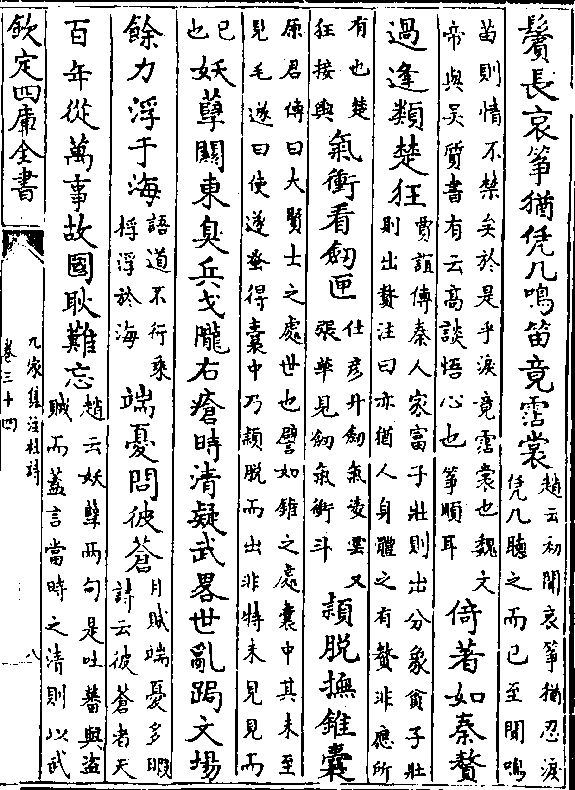 鬢長哀箏猶凭几鳴笛竟霑裳趙云初聞哀箏猶忍淚
凭几聽之而已至聞鳴
笛則情不禁矣於是乎淚竟霑裳也魏文
帝與吳質書有云高談悟心也箏順耳倚著如秦贅
過逢類楚狂賈誼傳秦人家富子壯則出分象貧子壯
則出贅注曰亦猶人身體之有贅非應所
有也楚
狂接輿氣衝看劒匣仕彦升劒氣凌雲又
張華見劒氣衝斗頴脫撫錐囊
原君傳曰大賢士之處世也譬如錐之處囊中其未至
見毛遂曰使遂蚤得囊中乃頴脫而出非特末見見而
已
也妖孽關東臭兵戈隴右瘡時清疑武畧世亂跼文場
餘力浮于海語道不行乘
桴浮於海端憂問彼蒼月賦端憂多暇
詩云彼蒼者天
百年從萬事故國耿難忘趙云妖孽兩句是吐蕃與盜
賊而蓋言當時之清則以武
欽定四庫全書
九家集注杜詩
卷三十四
八